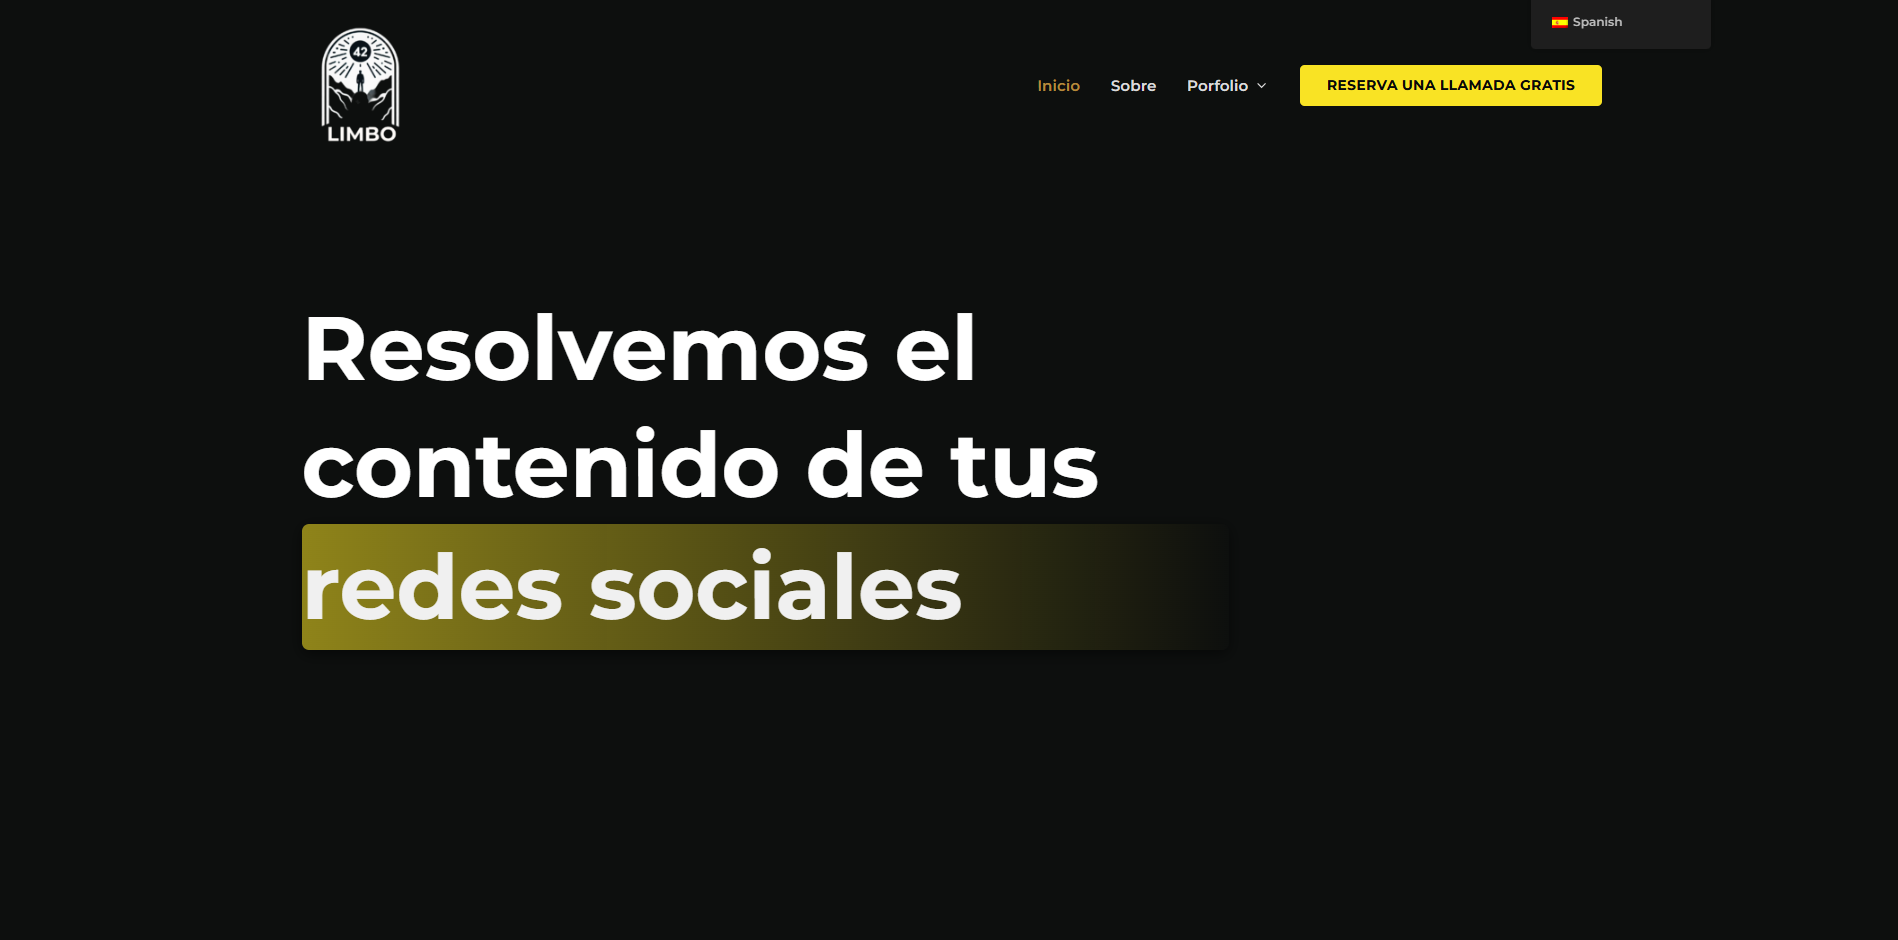 Spanish
42
LIMBO
Inicio
Sobre
Porfolio
RESERVA UNA LLAMADA GRATIS
Resolvemos el
contenido de tus
redes sociales